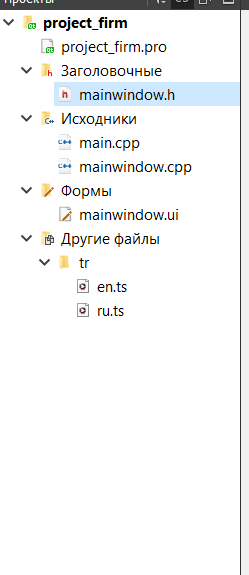 project_firm
project_firm.pro
Заголовочные
mainwindow.h
Исходники
main.cpp
mainwindow.cpp
Формы
mainwindow.ui
Другие файлы
tr
en.ts
ru.ts